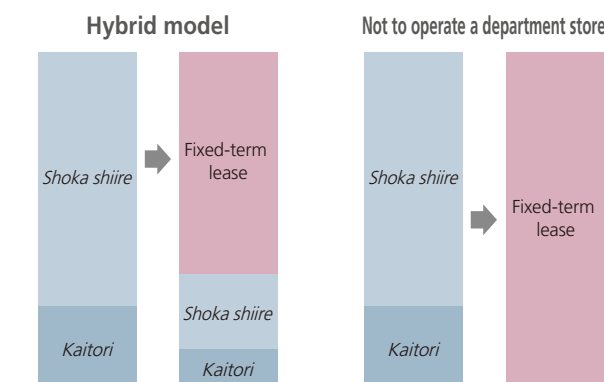 Hybrid model
Shoka shiire
Kaitori
Fixed-term
lease
Shoka shiire
Kaitori
Not to operate a department store
Shoka shiire
Kaitori
Fixed-term
lease